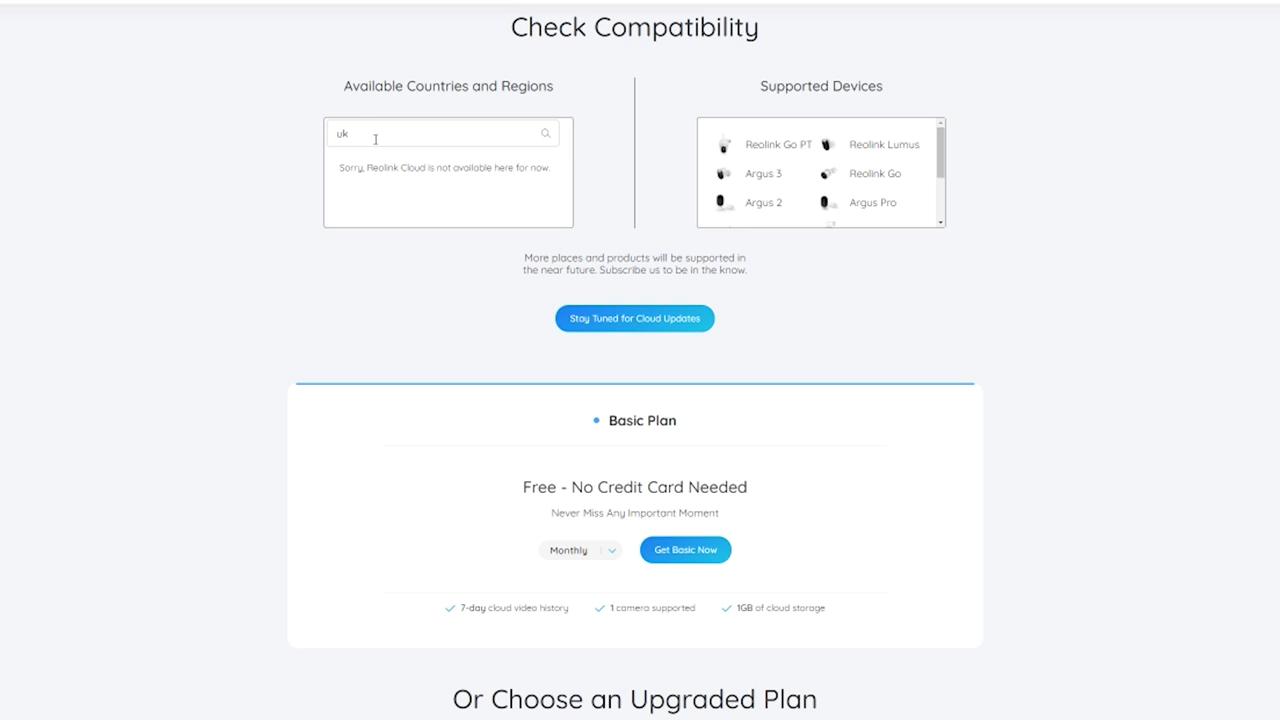 Check Compatibility
Available Countries and Regions
uk
Sorry, Reolink Cloud is not available here for now.
Supported Devices
Reolink Go PT
Reolink Lumus
Argus 3
Reolink Go
Argus 2
Argus Pro
More places and products will be supported in
the near future. Subscribe us to be in the know.
Stay Tuned for Cloud Updates
Basic Plan
Free - No Credit Card Needed
Never Miss Any Important Moment
Monthly
Get Basic Now
7-day cloud video history
1 camera supported
1GB of cloud storage
Or Choose an Upgraded Plan